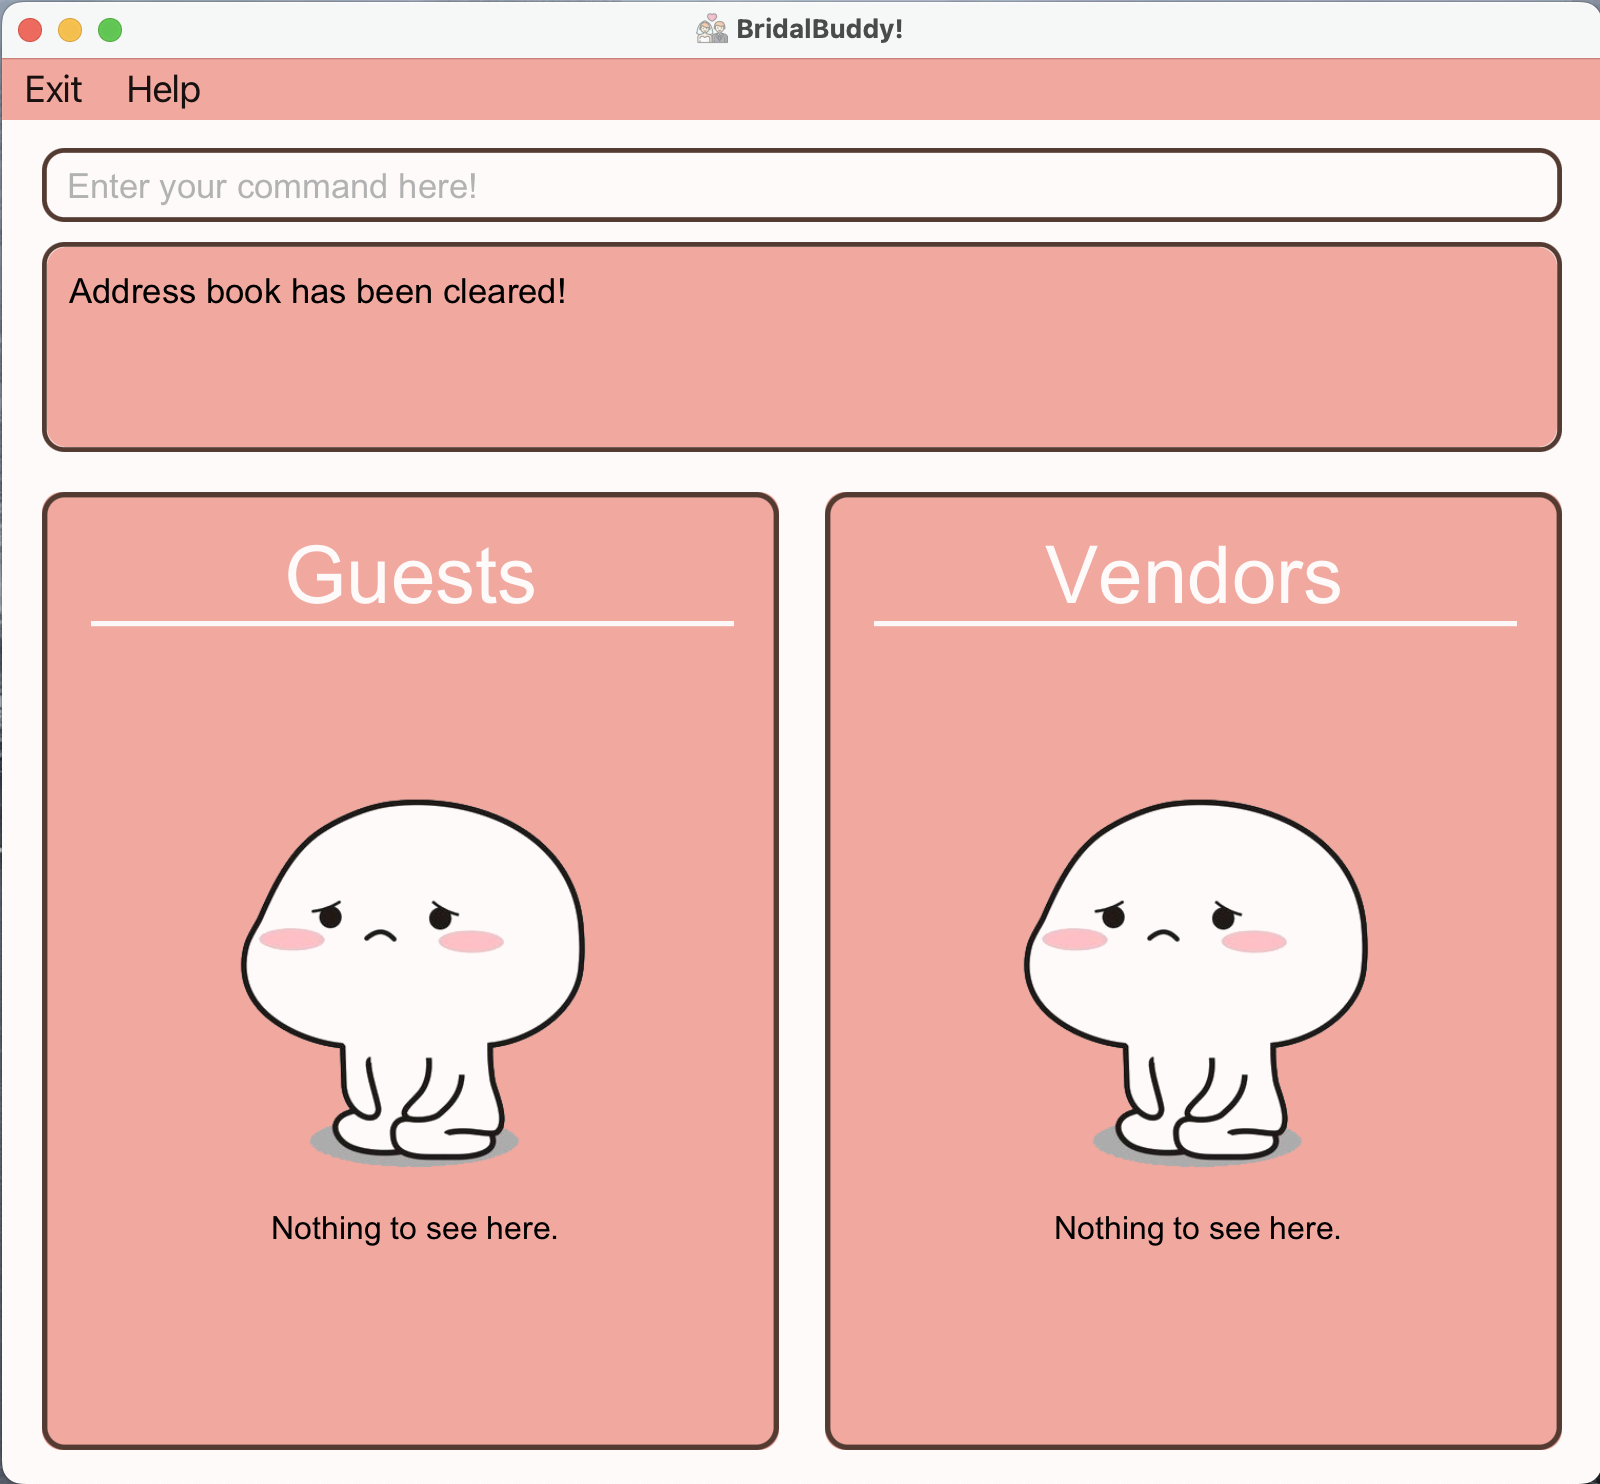 BridalBuddy!
Exit Help
Enter your command here!
Address book has been cleared!
Guests
Nothing to see here.
Vendors
Nothing to see here.